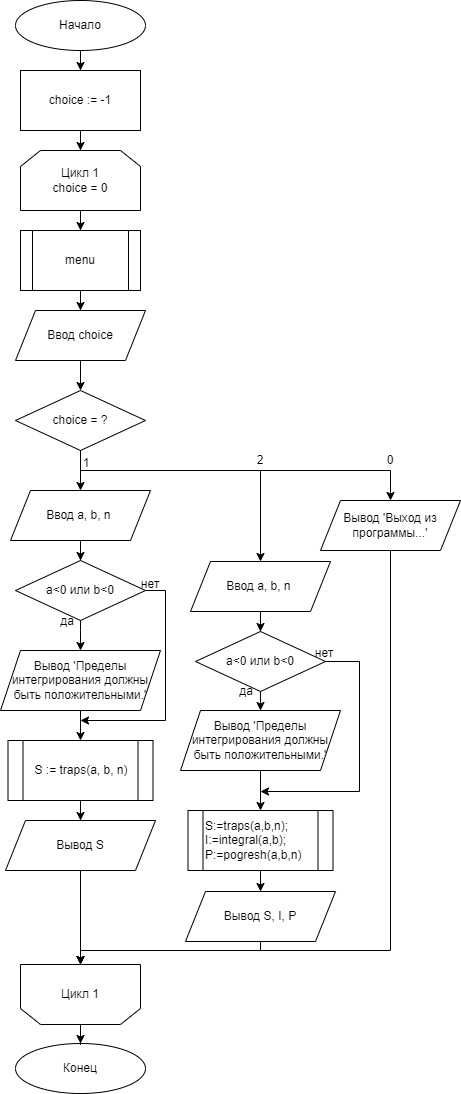 Начало
choice := -1
Цикл 1
choice = 0
menu
Ввод choice
choice = ?
1
2
0
Ввод a, b, n
a<0 или b<0
нет
да
Вывод 'Пределы
интегрирования должны
быть положительными.'
S := traps(a, b, n)
Вывод S
Ввод a, b, n
a<0 или b<0
нет
да
Вывод 'Пределы
интегрирования должны
быть положительными.'
S:=traps(a,b,n);
I:=integral(a,b);
P:=pogresh(a,b,n)
Вывод S, I, P
Вывод 'Выход из
программы...'
Цикл 1
Конец